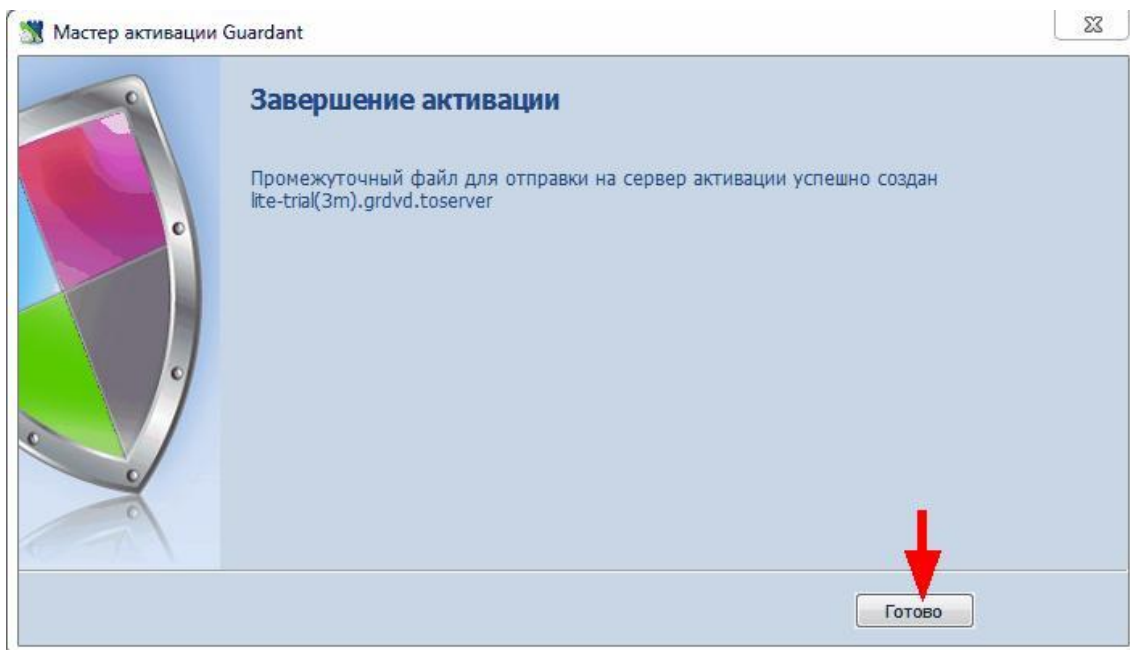 Мастер активации Guardant
Завершение активации
Промежуточный файл для отправки на сервер активации успешно создан
lite-trial(3m).grdvd.toserver
Готово